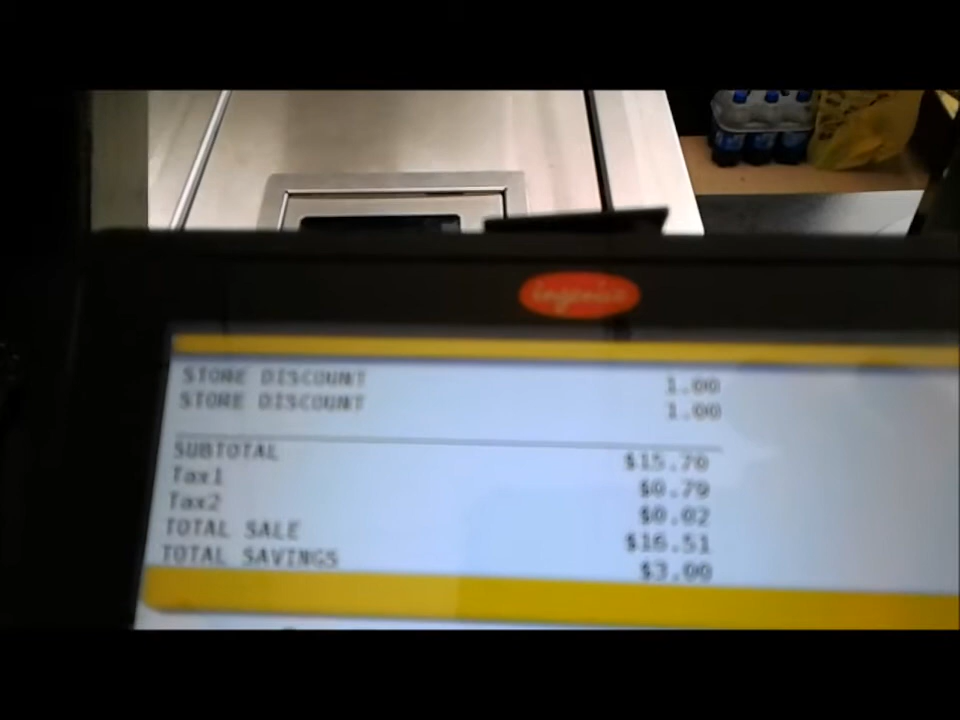 ingenico
STORE DISCOUNT 1.00
STORE DISCOUNT 1.00
SUBTOTAL $15.70
Tax1 $0.79
Tax2 $0.02
TOTAL SALE $16.51
TOTAL SAVINGS $3.00